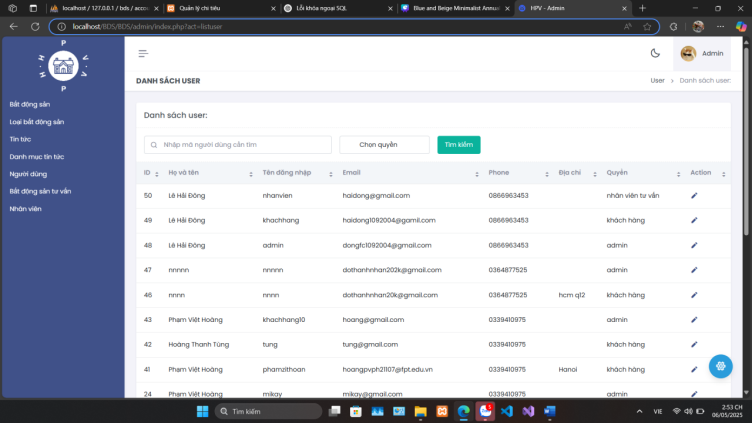 localhost / 127.0.0.1 / bds / accou
Quản lý chi tiêu
Lỗi khóa ngoại SQL
Blue and Beige Minimalist Annual
HPV - Admin
localhost/BDS/BDS/admin/index.php?act=listuser
P
H V
H A
P
Admin
DANH SÁCH USER
User > Danh sách user:
Bất động sản
Loại bất động sản
Tin tức
Danh mục tin tức
Người dùng
Bất động sản tư vấn
Nhân viên
Danh sách user:
Nhập mã người dùng cần tìm
Chọn quyền
Tìm kiếm
ID Họ và tên Tên đăng nhập Email Phone Địa chỉ Quyền Action
50 Lê Hải Đông nhanvien haidong@gmail.com 0866963453 nhân viên tư vấn
49 Lê Hải Đông khachhang haidong1092004@gamil.com 0866963453 khách hàng
48 Lê Hải Đông admin dongfc1092004@gmail.com 0866963453 admin
47 nnnnn nnnnn dothanhnhan202k@gmail.com 0364877525 admin
46 nnnn nnnn dothanhnhan20k@gmail.com 0364877525 hcm q12 khách hàng
43 Phạm Việt Hoàng khachhang10 hoang@gmail.com 0339410975 admin
42 Hoàng Thanh Tùng tung tung@gmail.com 0339410975 khách hàng
41 Phạm Việt Hoàng phamzithoan hoangpvph21107@fpt.edu.vn 0339410975 Hanoi khách hàng
24 Phạm Việt Hoàng mikay mikay@gmail.com 0339410975 admin
Tìm kiếm
VIE
2:53 CH
06/05/2025